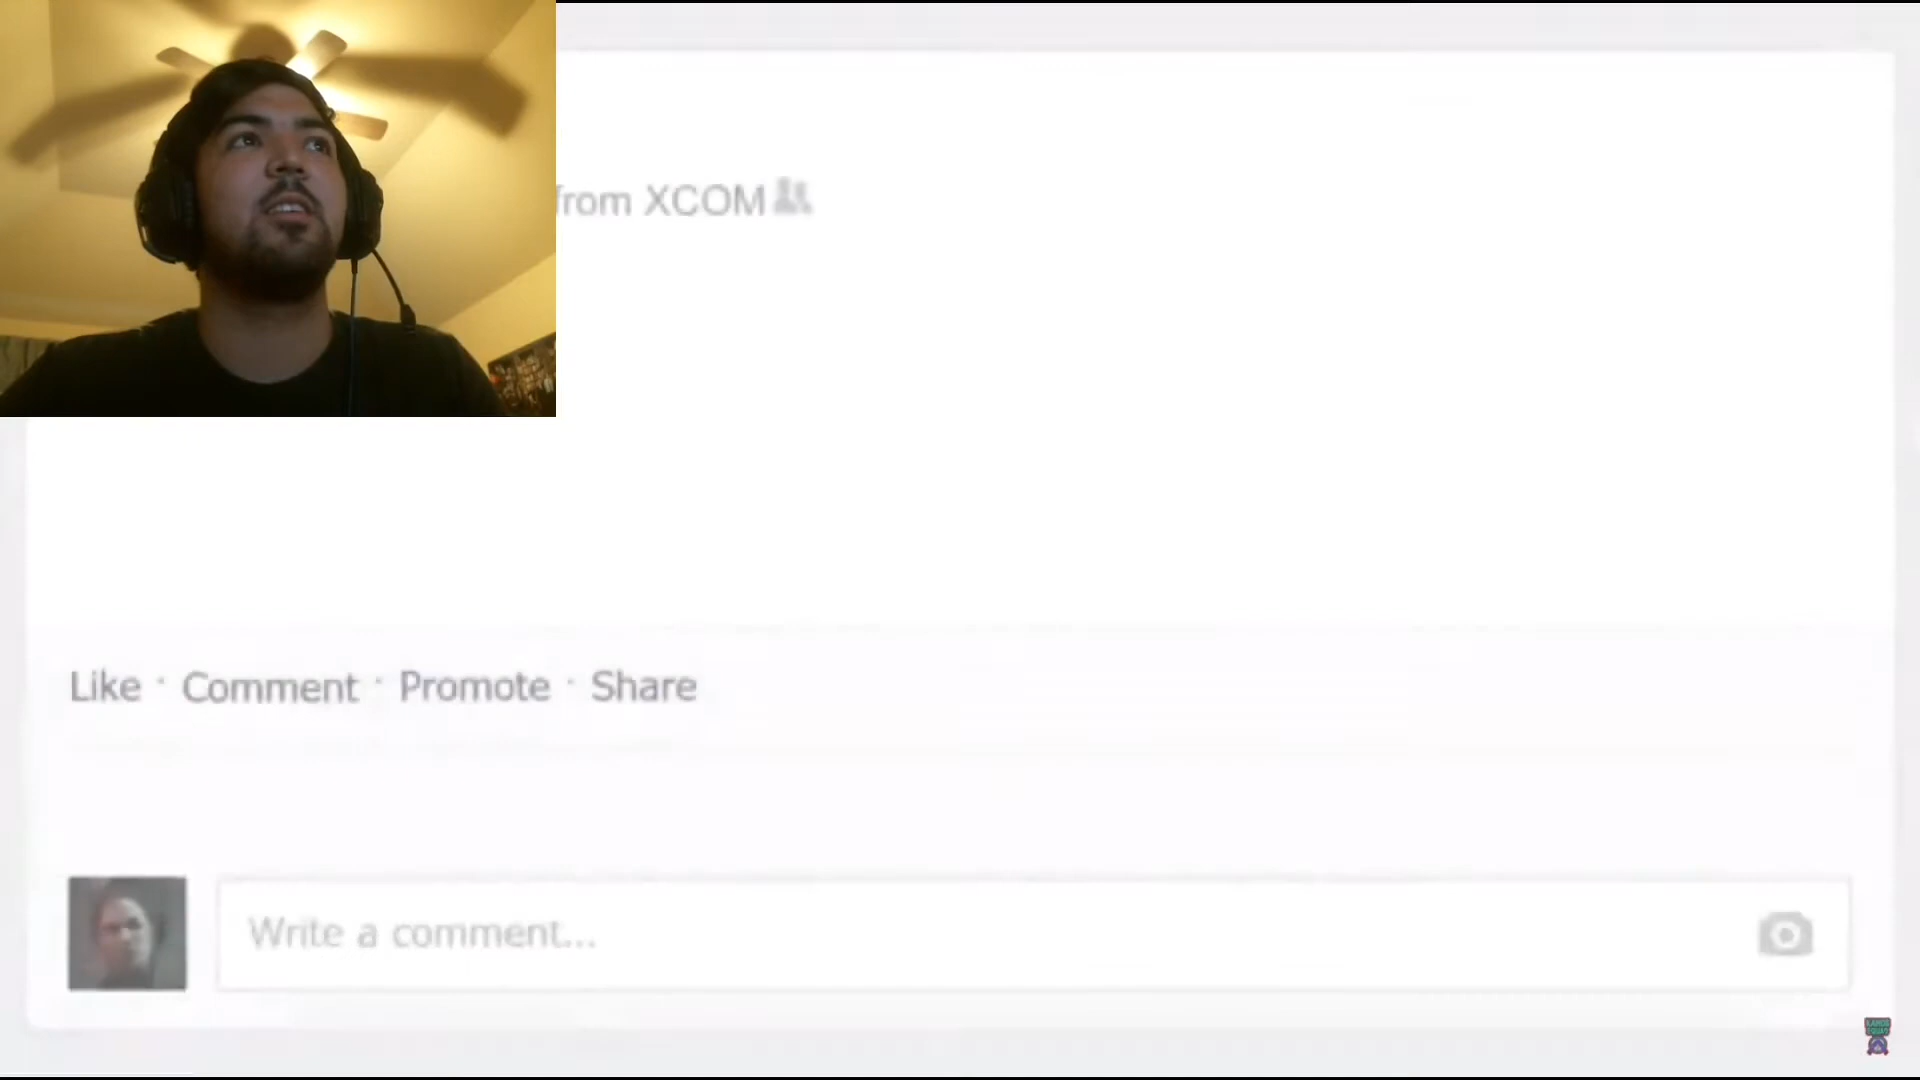 from XCOM
Like · Comment · Promote · Share
Write a comment...